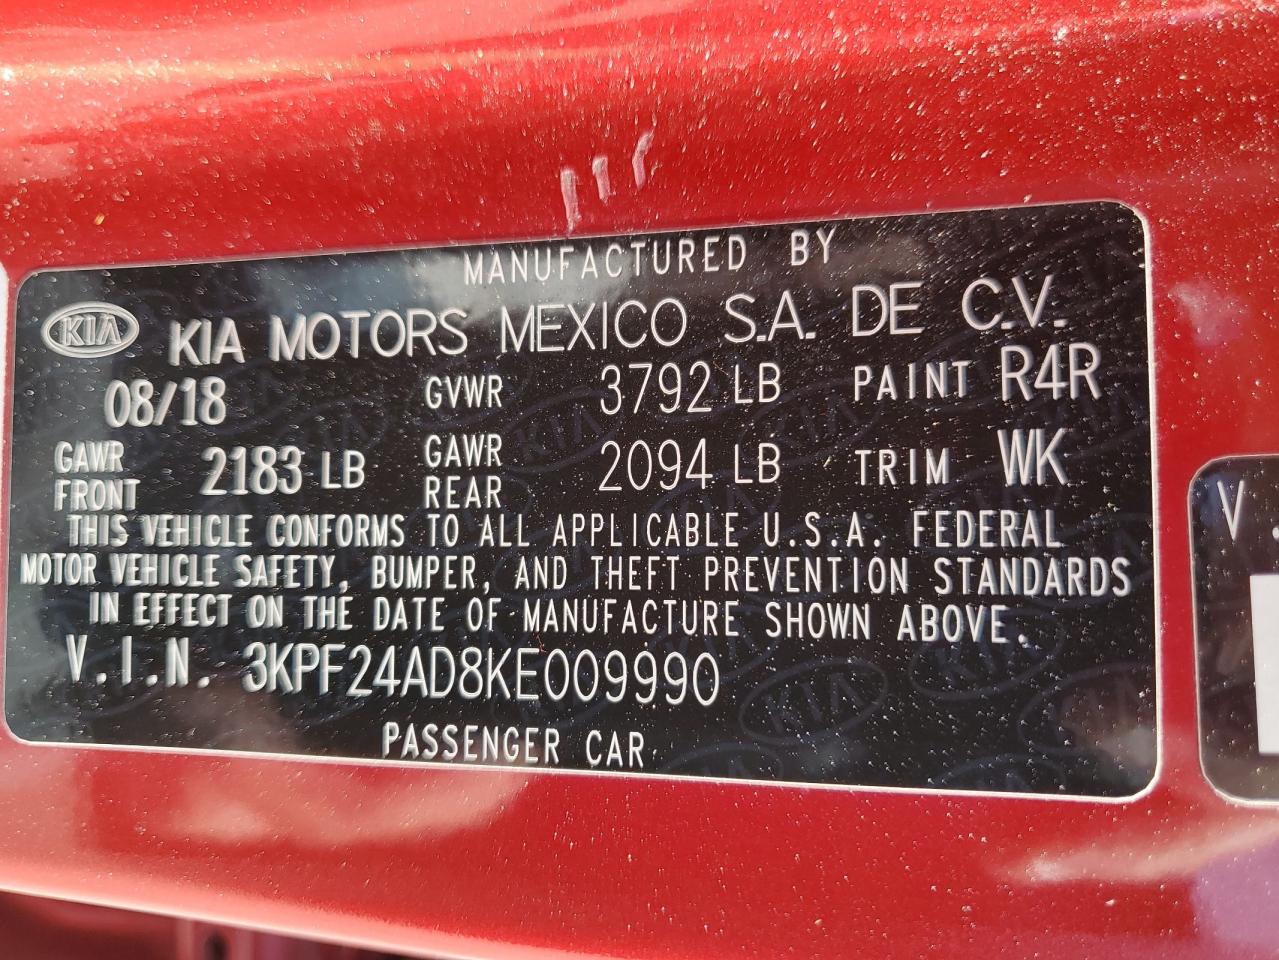 MANUFACTURED BY
KIA KIA MOTORS MEXICO S.A. DE C.V.
08/18 GVWR 3792 LB PAINT R4R
GAWR FRONT 2183 LB GAWR REAR 2094 LB TRIM WK
THIS VEHICLE CONFORMS TO ALL APPLICABLE U.S.A. FEDERAL
MOTOR VEHICLE SAFETY, BUMPER, AND THEFT PREVENTION STANDARDS
IN EFFECT ON THE DATE OF MANUFACTURE SHOWN ABOVE.
V.I.N. 3KPF24AD8KE009990
PASSENGER CAR
V.